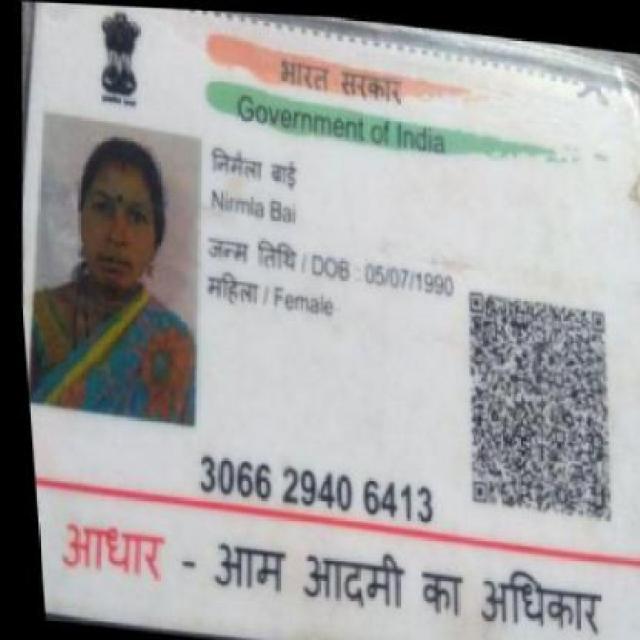 भारत सरकार
Government of India
निर्मला बाई
Nirmla Bai
जन्म तिथि / DOB : 05/07/1990
महिला / Female
3066 2940 6413
आधार - आम आदमी का अधिकार